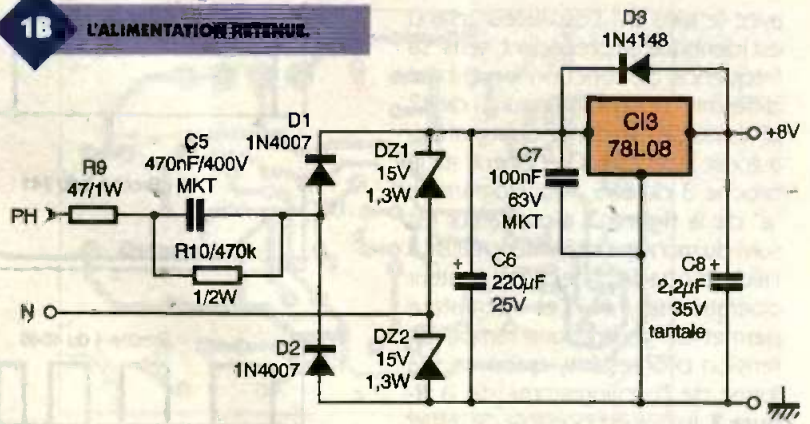 1B
L'ALIMENTATION RETENUE.
D3
1N4148
CI3
78L08
+8V
D1
1N4007
DZ1
15V
1,3W
C5
470nF/400V
MKT
R9
47/1W
PH
R10/470k
1/2W
C7
100nF
63V
MKT
+
C6
220µF
25V
C8 +
2,2µF
35V
tantale
N
D2
1N4007
DZ2
15V
1,3W